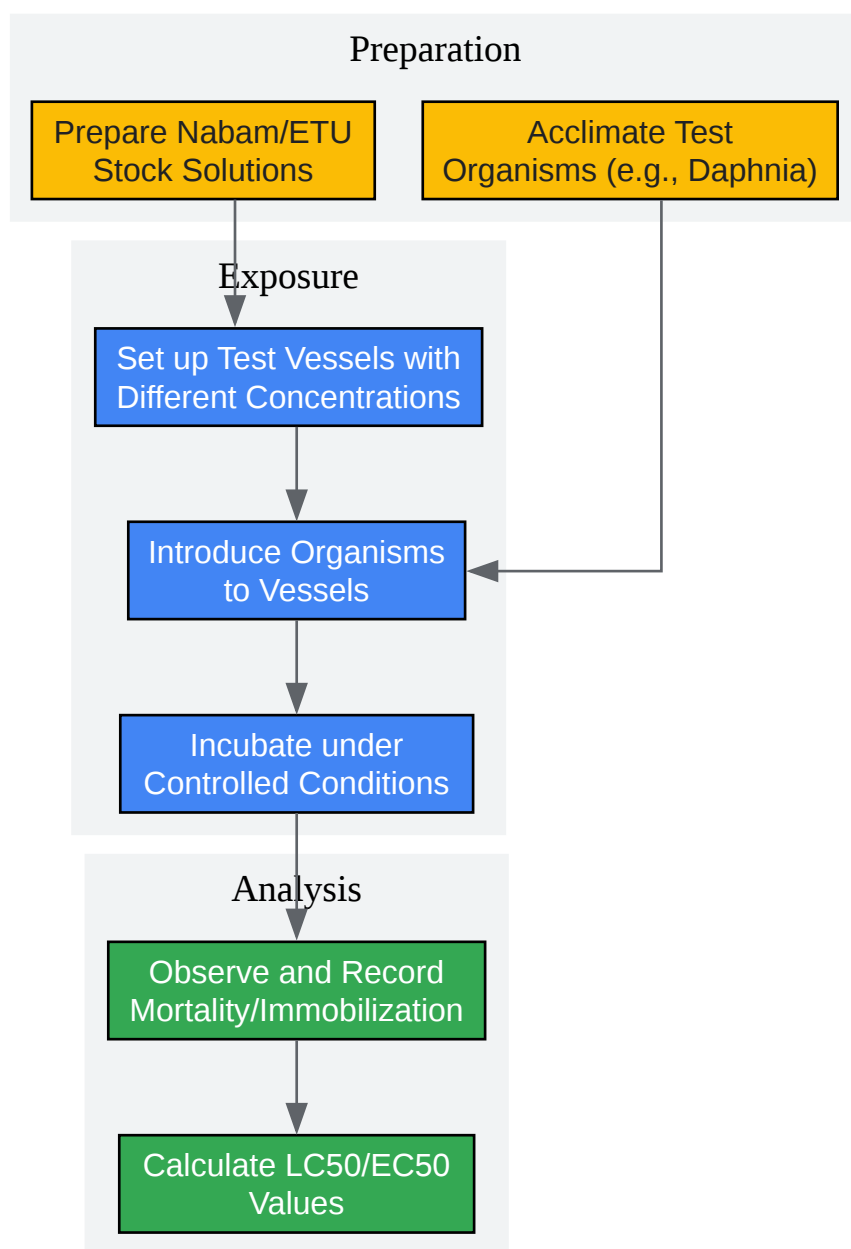 Preparation
Prepare Nabam/ETU
Stock Solutions
Acclimate Test
Organisms (e.g., Daphnia)
Exposure
Set up Test Vessels with
Different Concentrations
Introduce Organisms
to Vessels
Incubate under
Controlled Conditions
Analysis
Observe and Record
Mortality/Immobilization
Calculate LC50/EC50
Values